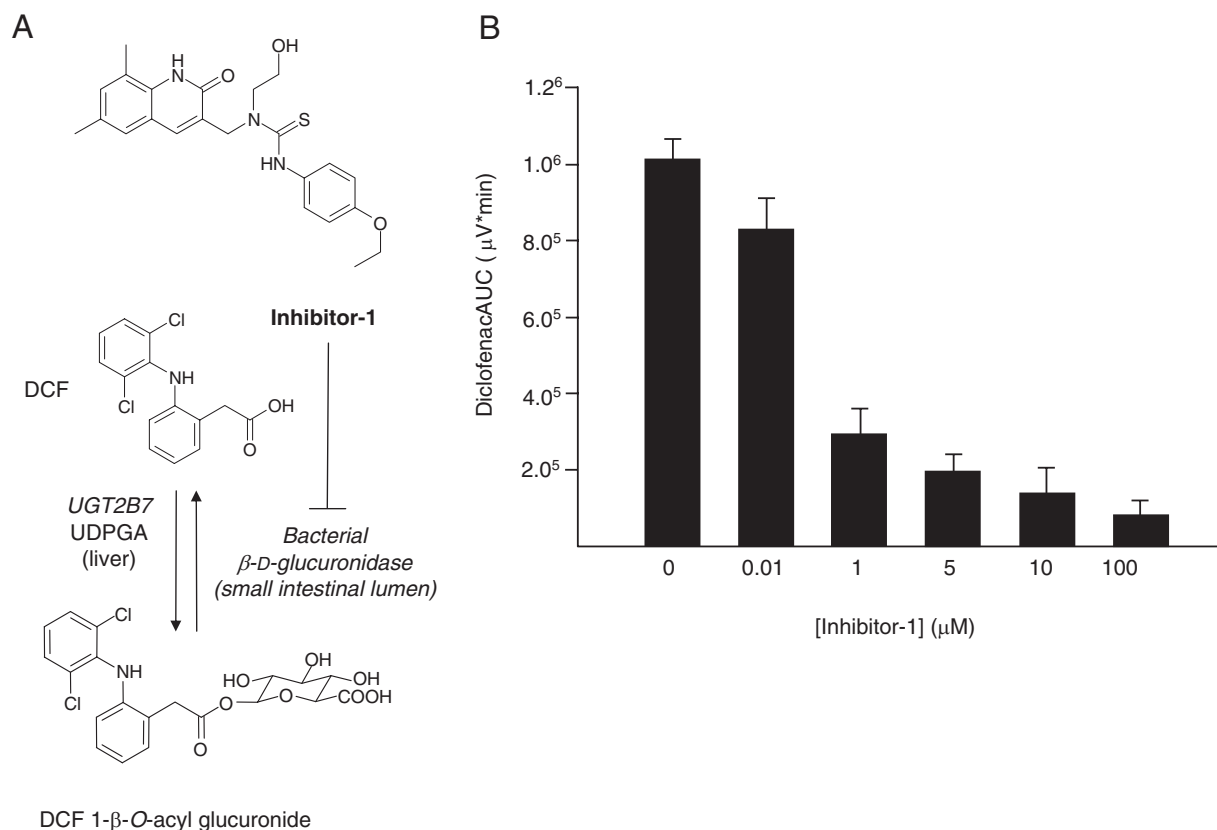 A
OH
H
N
O
N
S
HN
O
Inhibitor-1
Cl
NH
DCF
Cl
OH
O
UGT2B7
UDPGA
(liver)
Bacterial
β-D-glucuronidase
(small intestinal lumen)
Cl
NH
Cl
O
O
HO
OH
HO
O
OH
COOH
DCF 1-β-O-acyl glucuronide
B
DiclofenacAUC ( μV*min)
1.2⁶
1.0⁶
8.0⁵
6.0⁵
4.0⁵
2.0⁵
0 0.01 1 5 10 100
[Inhibitor-1] (μM)